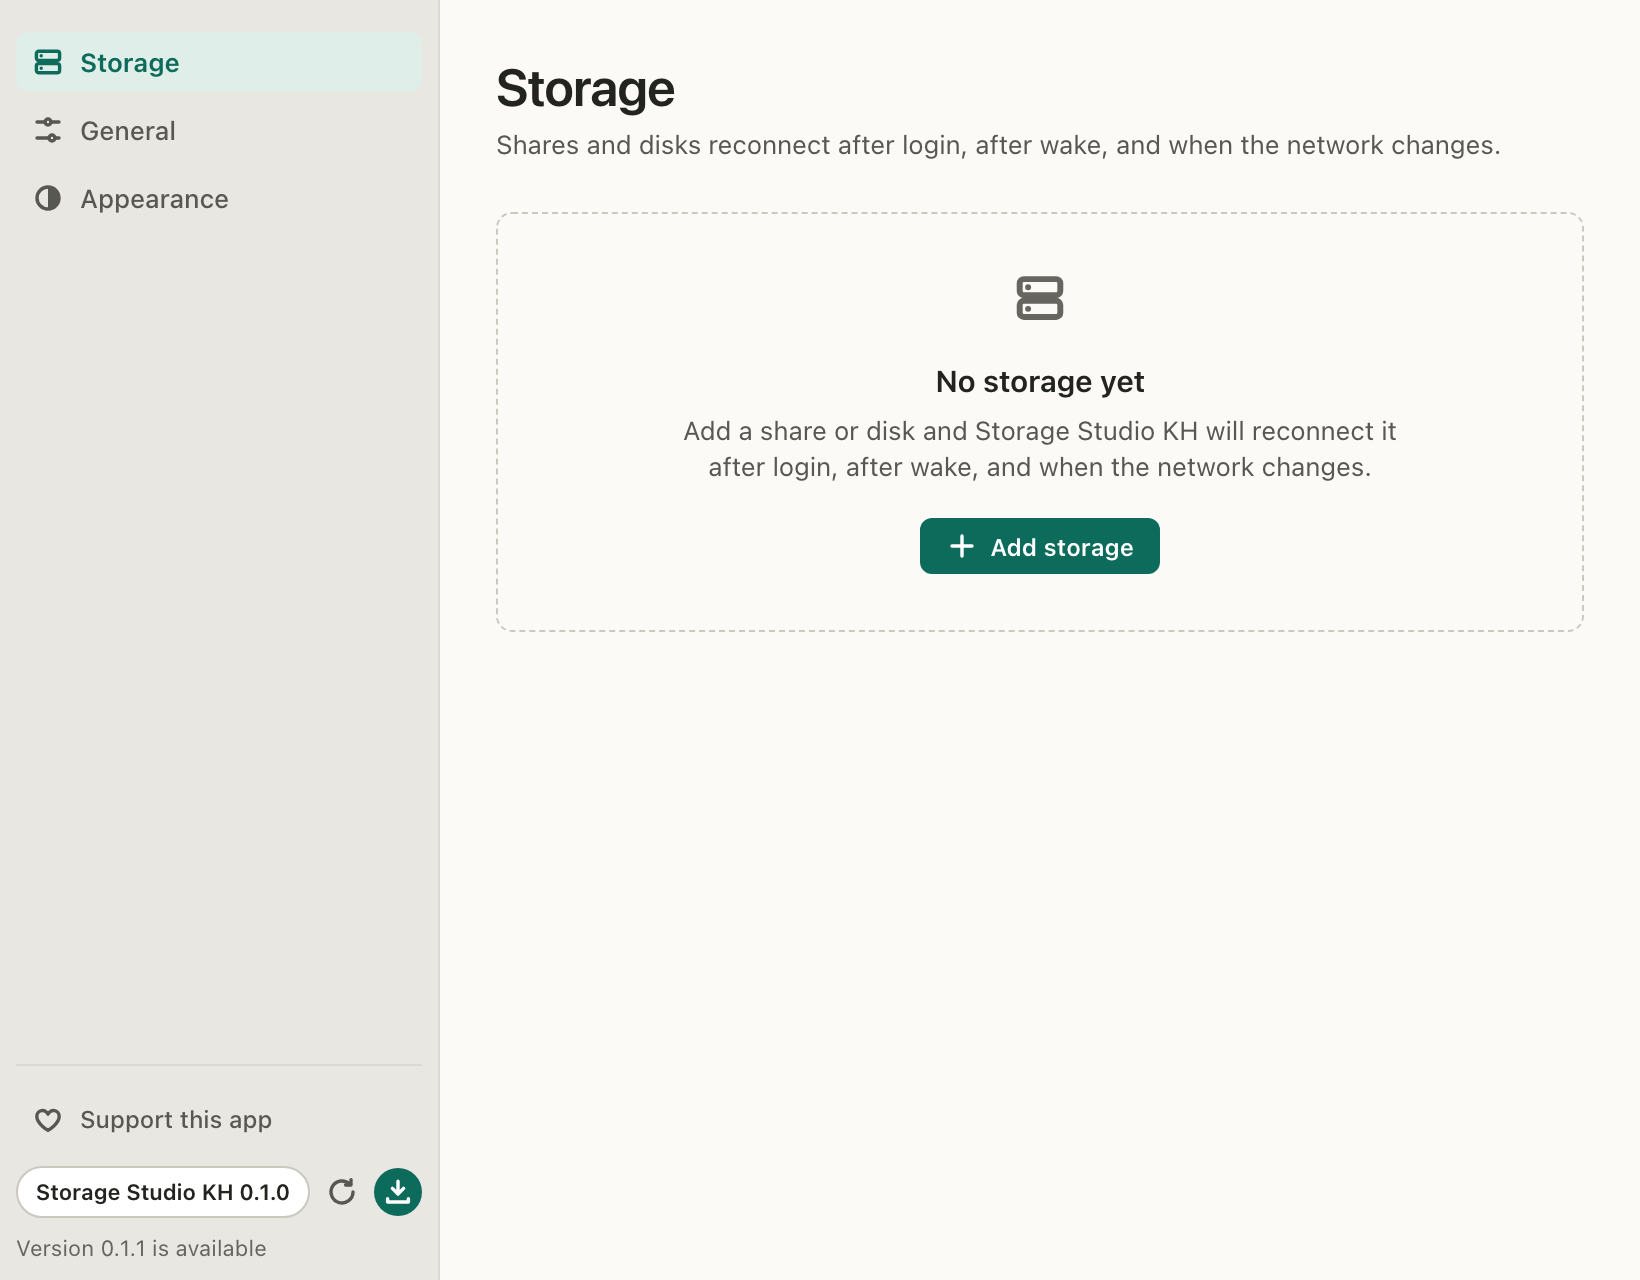 Storage
General
Appearance
Support this app
Storage Studio KH 0.1.0
Version 0.1.1 is available
Storage
Shares and disks reconnect after login, after wake, and when the network changes.
No storage yet
Add a share or disk and Storage Studio KH will reconnect it
after login, after wake, and when the network changes.
Add storage